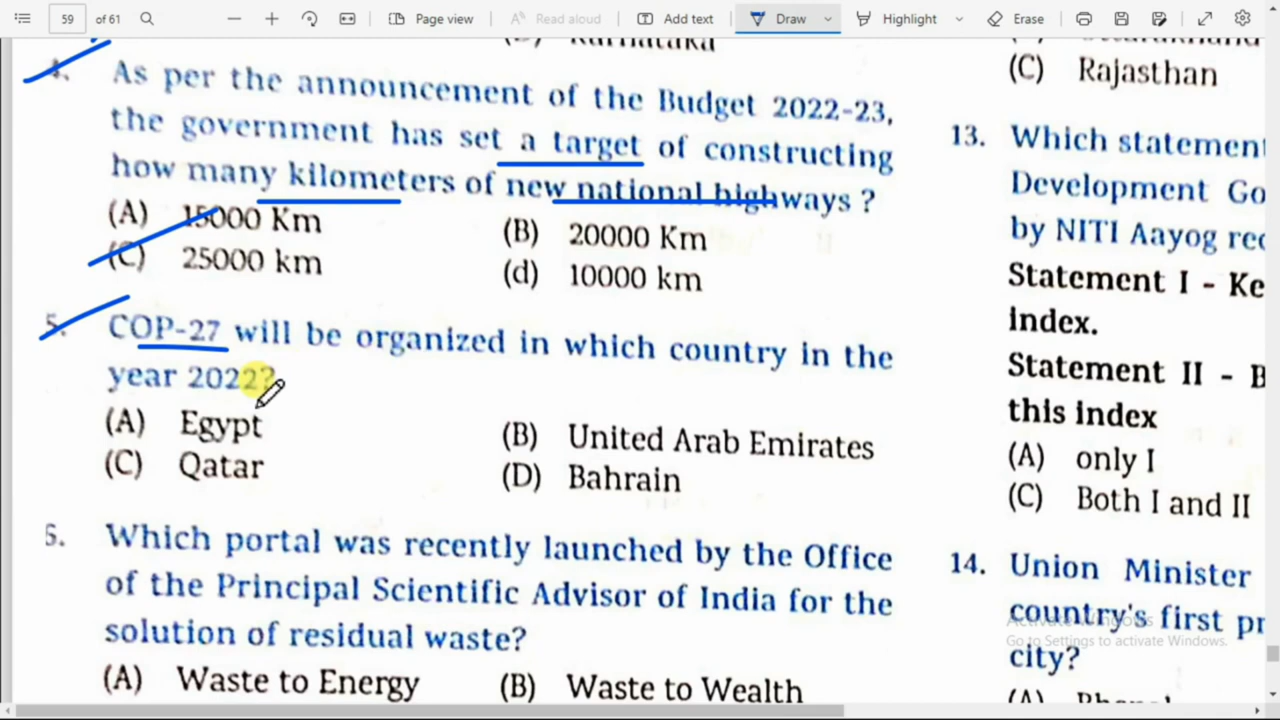 59 of 61
Page view
Read aloud
Add text
Draw
Highlight
Erase
(D) Karnataka
4. As per the announcement of the Budget 2022-23,
the government has set a target of constructing
how many kilometers of new national highways ?
(A) 15000 Km (B) 20000 Km
(C) 25000 km (d) 10000 km
5. COP-27 will be organized in which country in the
year 2022?
(A) Egypt (B) United Arab Emirates
(C) Qatar (D) Bahrain
6. Which portal was recently launched by the Office
of the Principal Scientific Advisor of India for the
solution of residual waste?
(A) Waste to Energy (B) Waste to Wealth
(C) Rajasthan
13. Which statement
Development Go
by NITI Aayog rec
Statement I - Ke
index.
Statement II - B
this index
(A) only I
(C) Both I and II
14. Union Minister
country's first pr
city?
(A)
Activate Windows
Go to Settings to activate Windows.